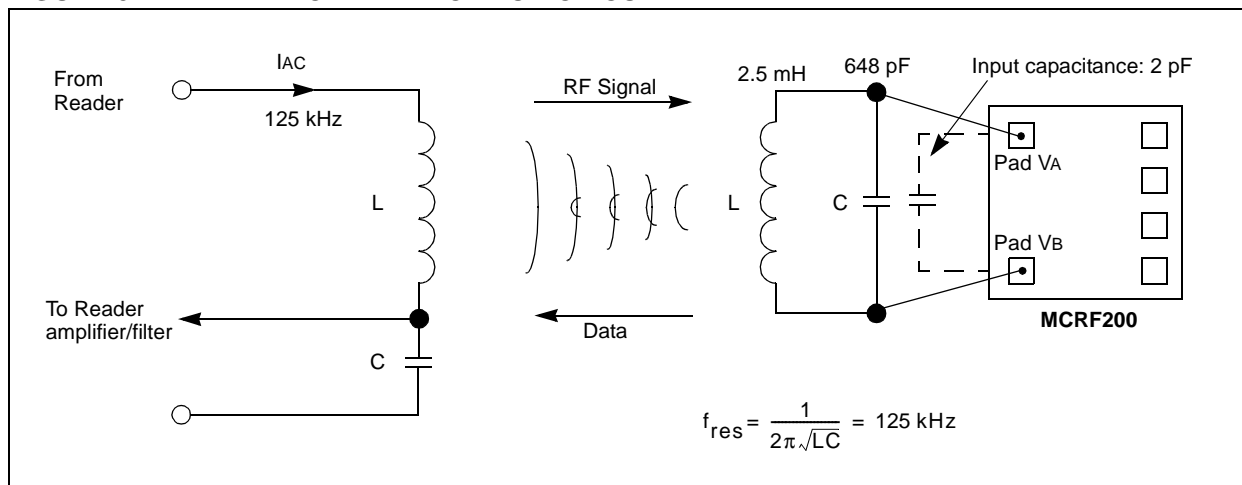 From
Reader
IAC
125 kHz
L
To Reader
amplifier/filter
C
RF Signal
Data
2.5 mH
648 pF
L
C
Input capacitance: 2 pF
Pad VA
Pad VB
MCRF200
fres = 1 / 2π√LC = 125 kHz